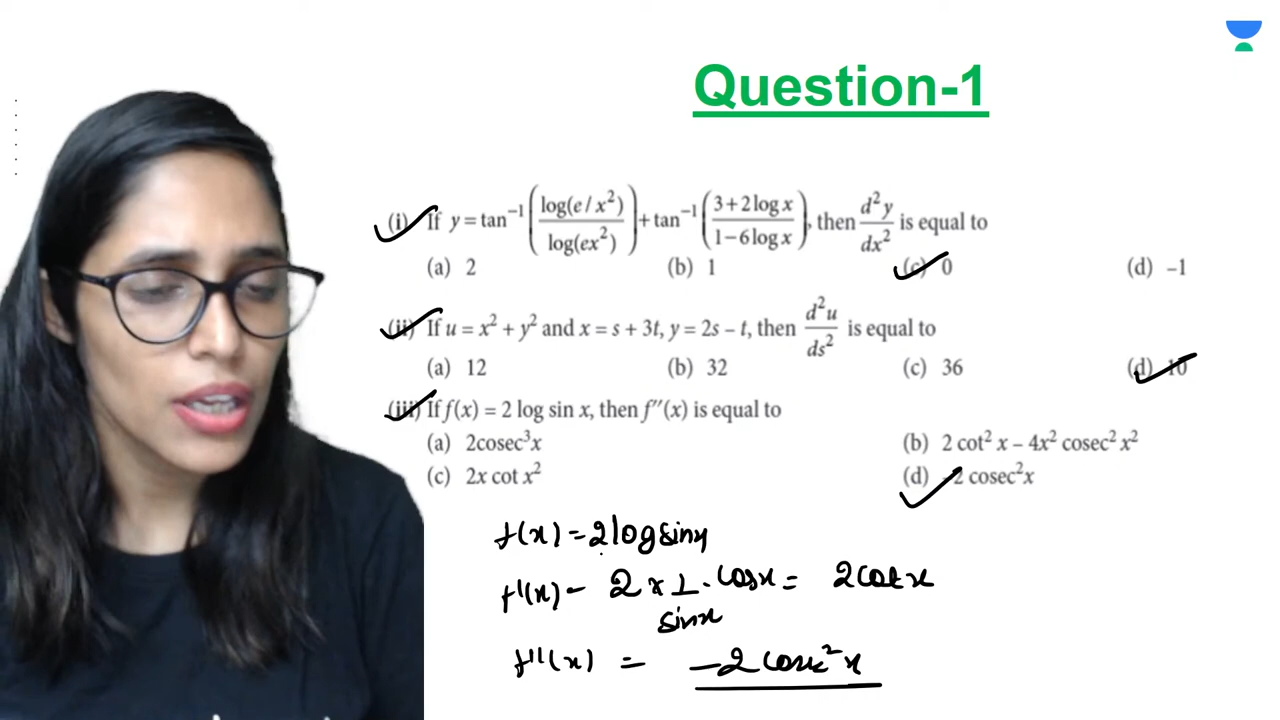 Question-1
(i) If y = tan⁻¹ (log(e / x²) / log(ex²)) + tan⁻¹ (3 + 2 log x / 1 − 6 log x), then d²y/dx² is equal to
(a) 2 (b) 1 (c) 0 (d) −1
(ii) If u = x² + y² and x = s + 3t, y = 2s − t, then d²u/ds² is equal to
(a) 12 (b) 32 (c) 36 (d) 10
(iii) If f(x) = 2 log sin x, then f″(x) is equal to
(a) 2cosec³x (b) 2 cot² x − 4x² cosec² x²
(c) 2x cot x² (d) −2 cosec²x
f(x) = 2 log sinx
f'(x) − 2 × 1/sinx · cosx = 2 cot x
f''(x) = −2 cosec² x